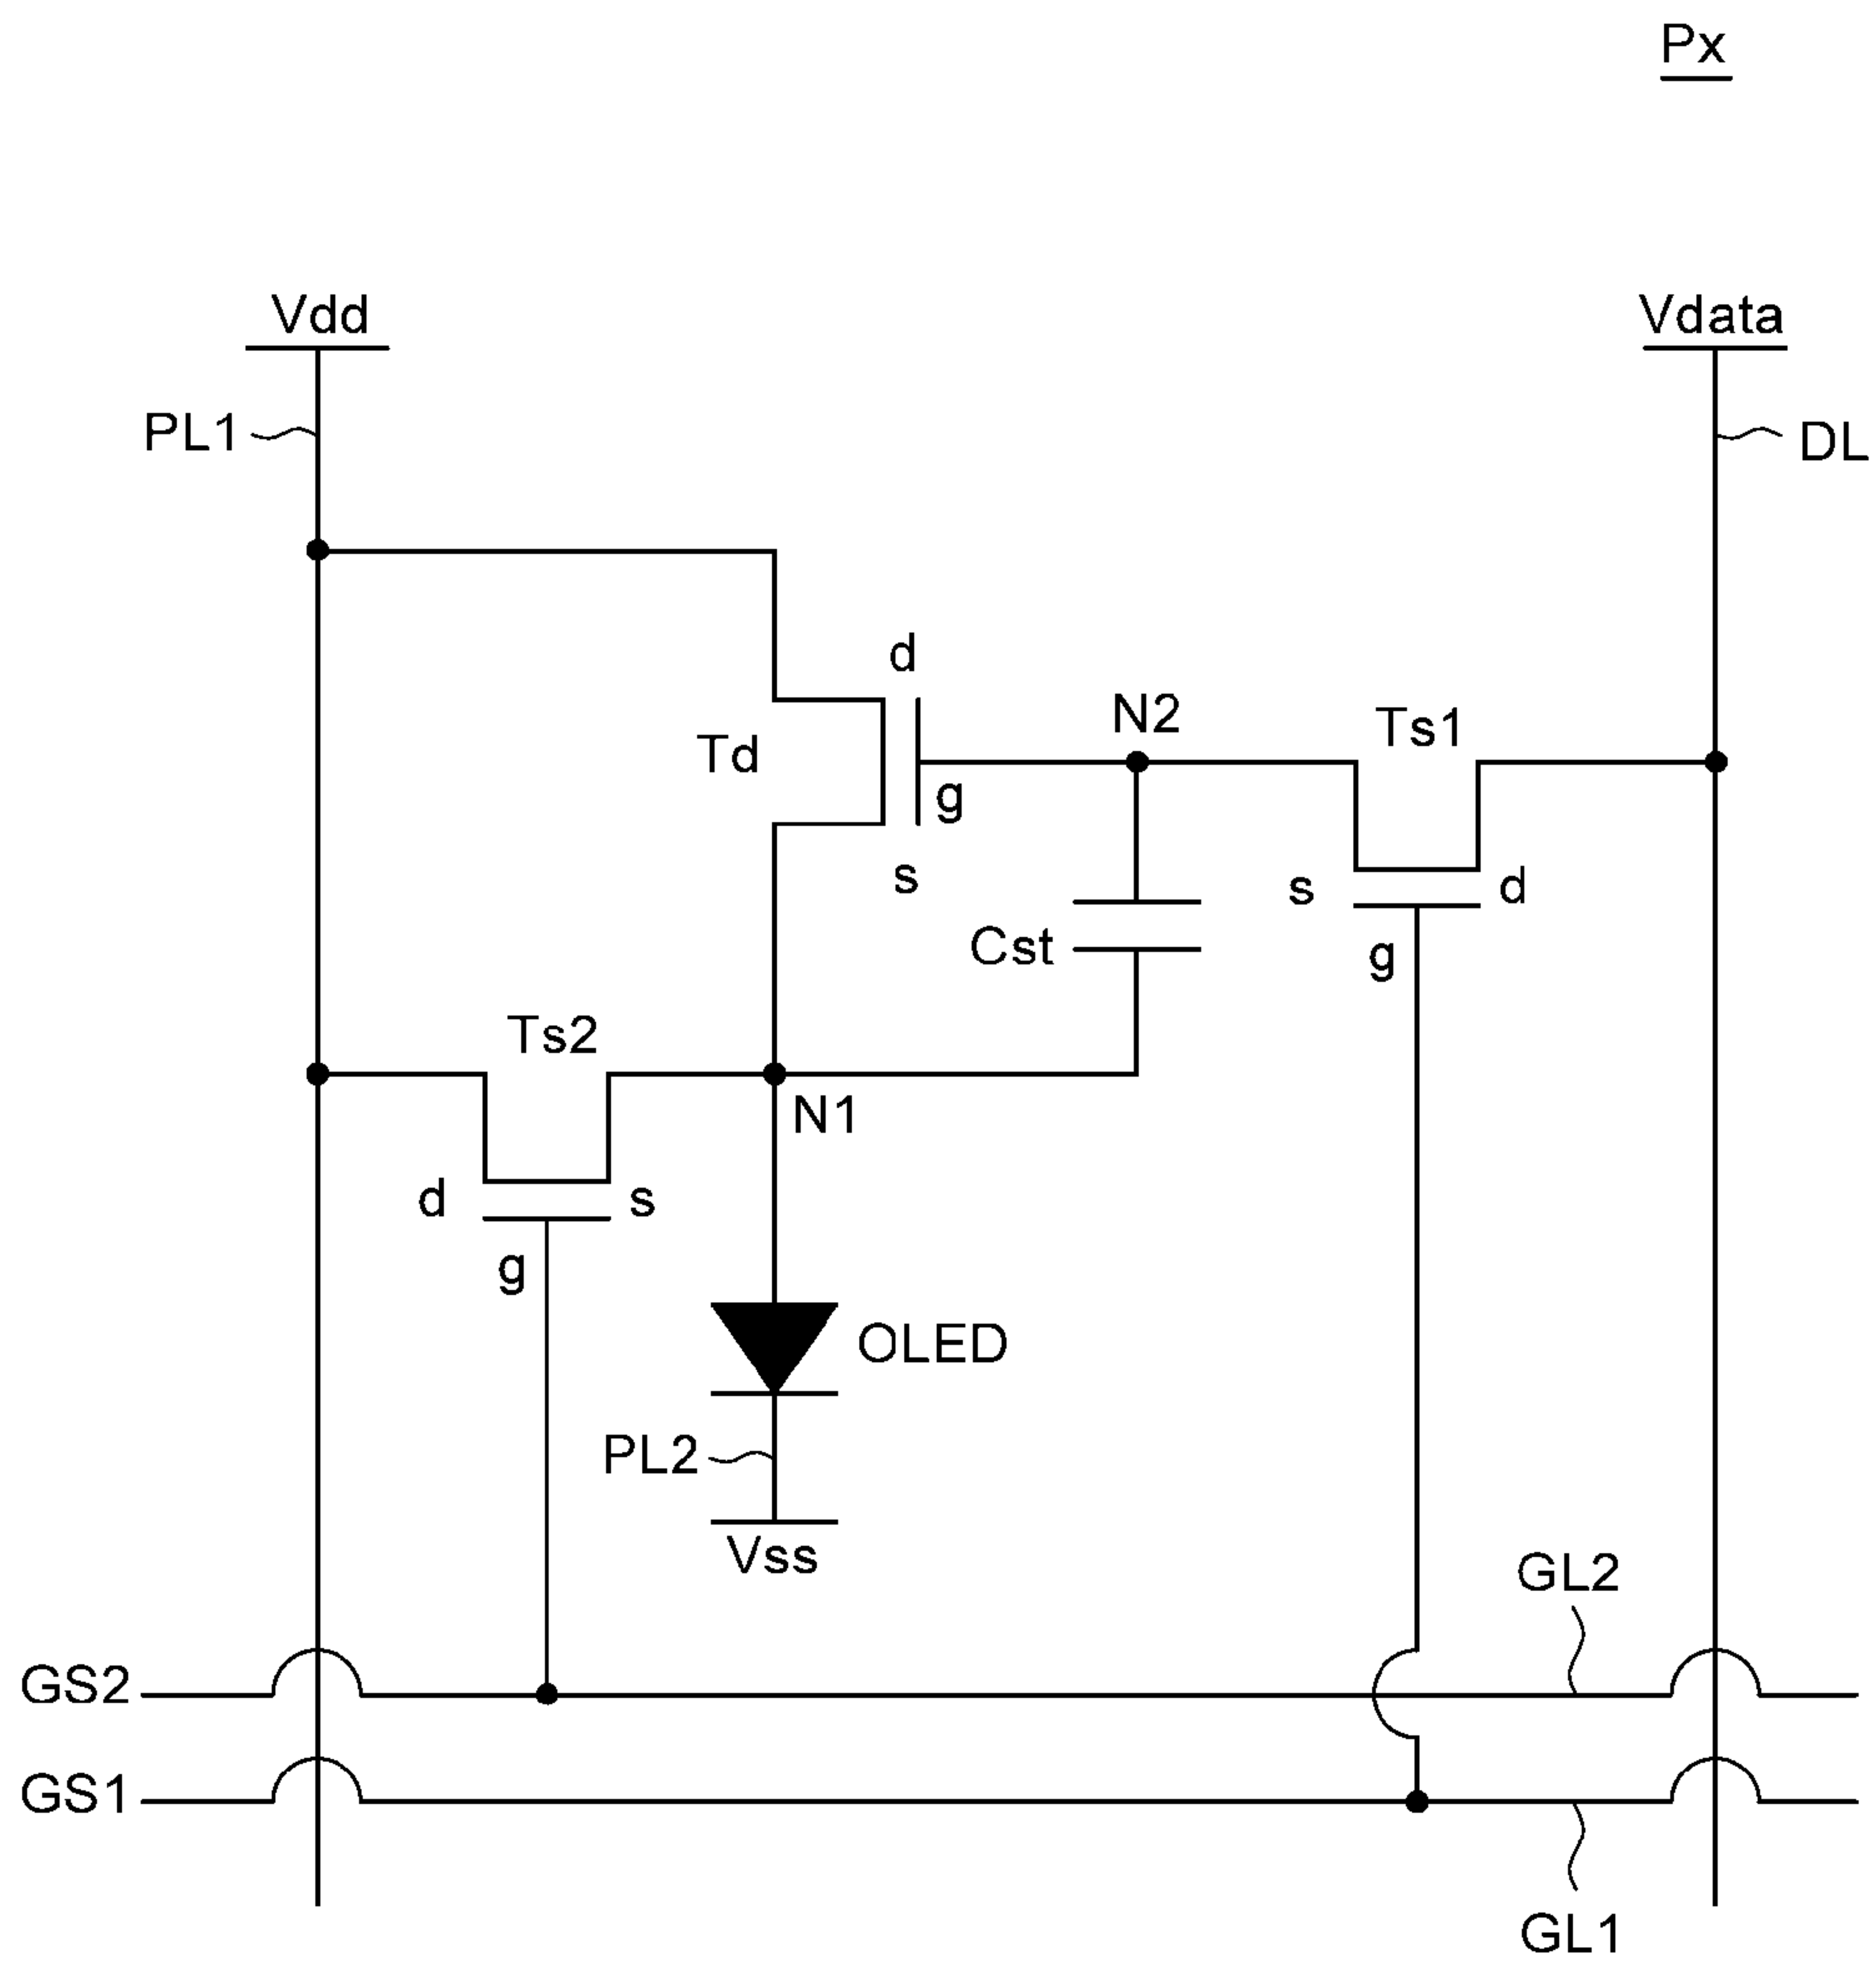 Px
Vdd
Vdata
PL1
DL
d
Td
N2
Ts1
g
s
s
d
Cst
g
Ts2
N1
d
s
g
OLED
PL2
Vss
GL2
GS2
GS1
GL1